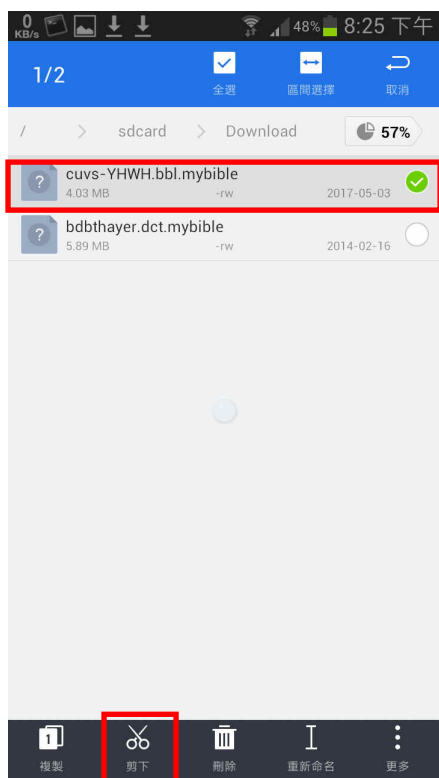 0 KB/s 48% 8:25 下午
1/2 全選 區間選擇 取消
/ > sdcard > Download 57%
? cuvs-YHWH.bbl.mybible
4.03 MB -rw 2017-05-03
? bdbthayer.dct.mybible
5.89 MB -rw 2014-02-16
1
複製 剪下 刪除 重新命名 更多